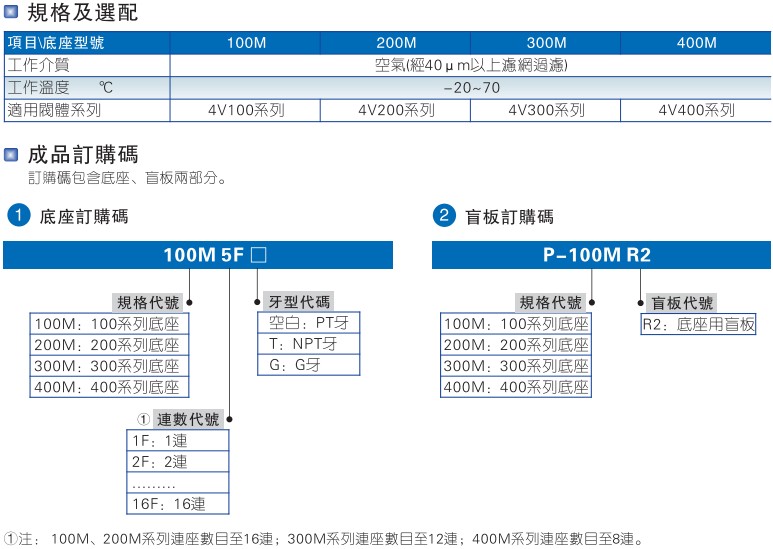 規格及選配
項目\底座型號 100M 200M 300M 400M
工作介質 空氣(經40μm以上濾網過濾)
工作溫度 ℃ -20~70
適用閥體系列 4V100系列 4V200系列 4V300系列 4V400系列
成品訂購碼
訂購碼包含底座、盲板兩部分。
1 底座訂購碼
100M 5F □
規格代號
100M：100系列底座
200M：200系列底座
300M：300系列底座
400M：400系列底座
牙型代碼
空白：PT牙
T：NPT牙
G：G牙
① 連數代號
1F：1連
2F：2連
.........
16F：16連
2 盲板訂購碼
P-100M R2
規格代號
100M：100系列底座
200M：200系列底座
300M：300系列底座
400M：400系列底座
盲板代號
R2：底座用盲板
①注： 100M、200M系列連座數目至16連；300M系列連座數目至12連；400M系列連座數目至8連。